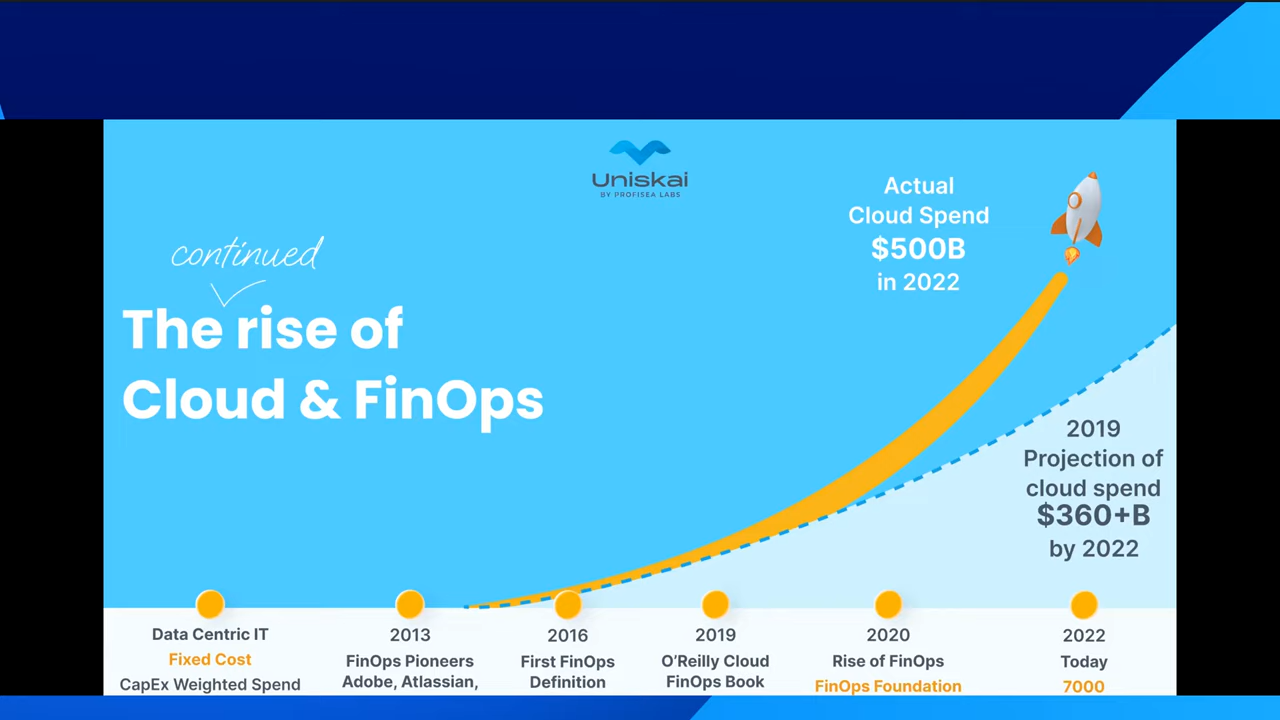 Uniskai
BY PROFISEA LABS
continued
The rise of
Cloud & FinOps
Actual
Cloud Spend
$500B
in 2022
2019
Projection of
cloud spend
$360+B
by 2022
Data Centric IT
Fixed Cost
CapEx Weighted Spend
2013
FinOps Pioneers
Adobe, Atlassian,
2016
First FinOps
Definition
2019
O'Reilly Cloud
FinOps Book
2020
Rise of FinOps
FinOps Foundation
2022
Today
7000